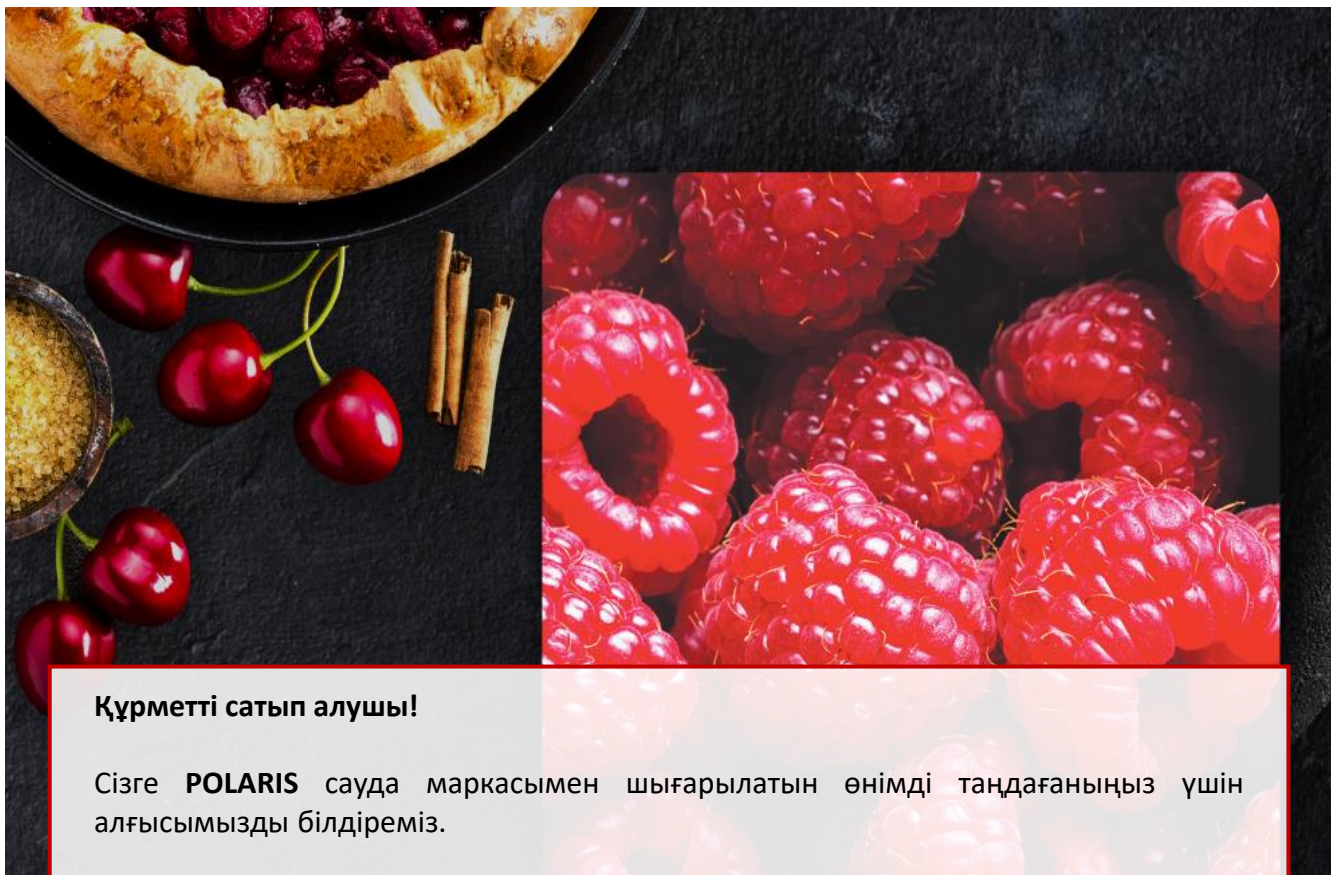 Құрметті сатып алушы!
Сізге POLARIS сауда маркасымен шығарылатын өнімді таңдағаныңыз үшін
алғысымызды білдіреміз.